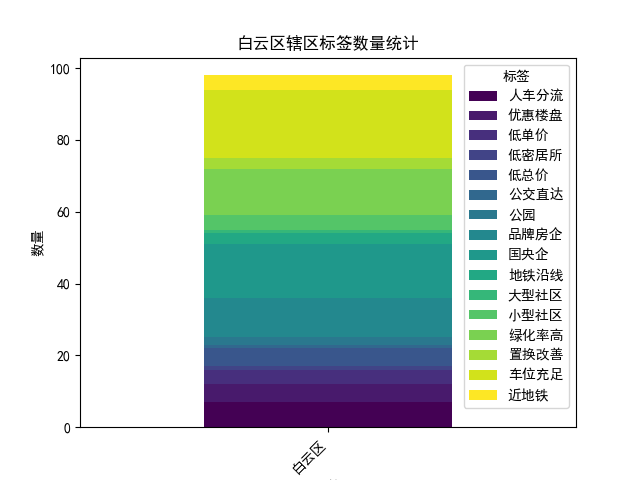 白云区辖区标签数量统计
数量
100
80
60
40
20
0
标签
人车分流
优惠楼盘
低单价
低密居所
低总价
公交直达
公园
品牌房企
国央企
地铁沿线
大型社区
小型社区
绿化率高
置换改善
车位充足
近地铁
白云区